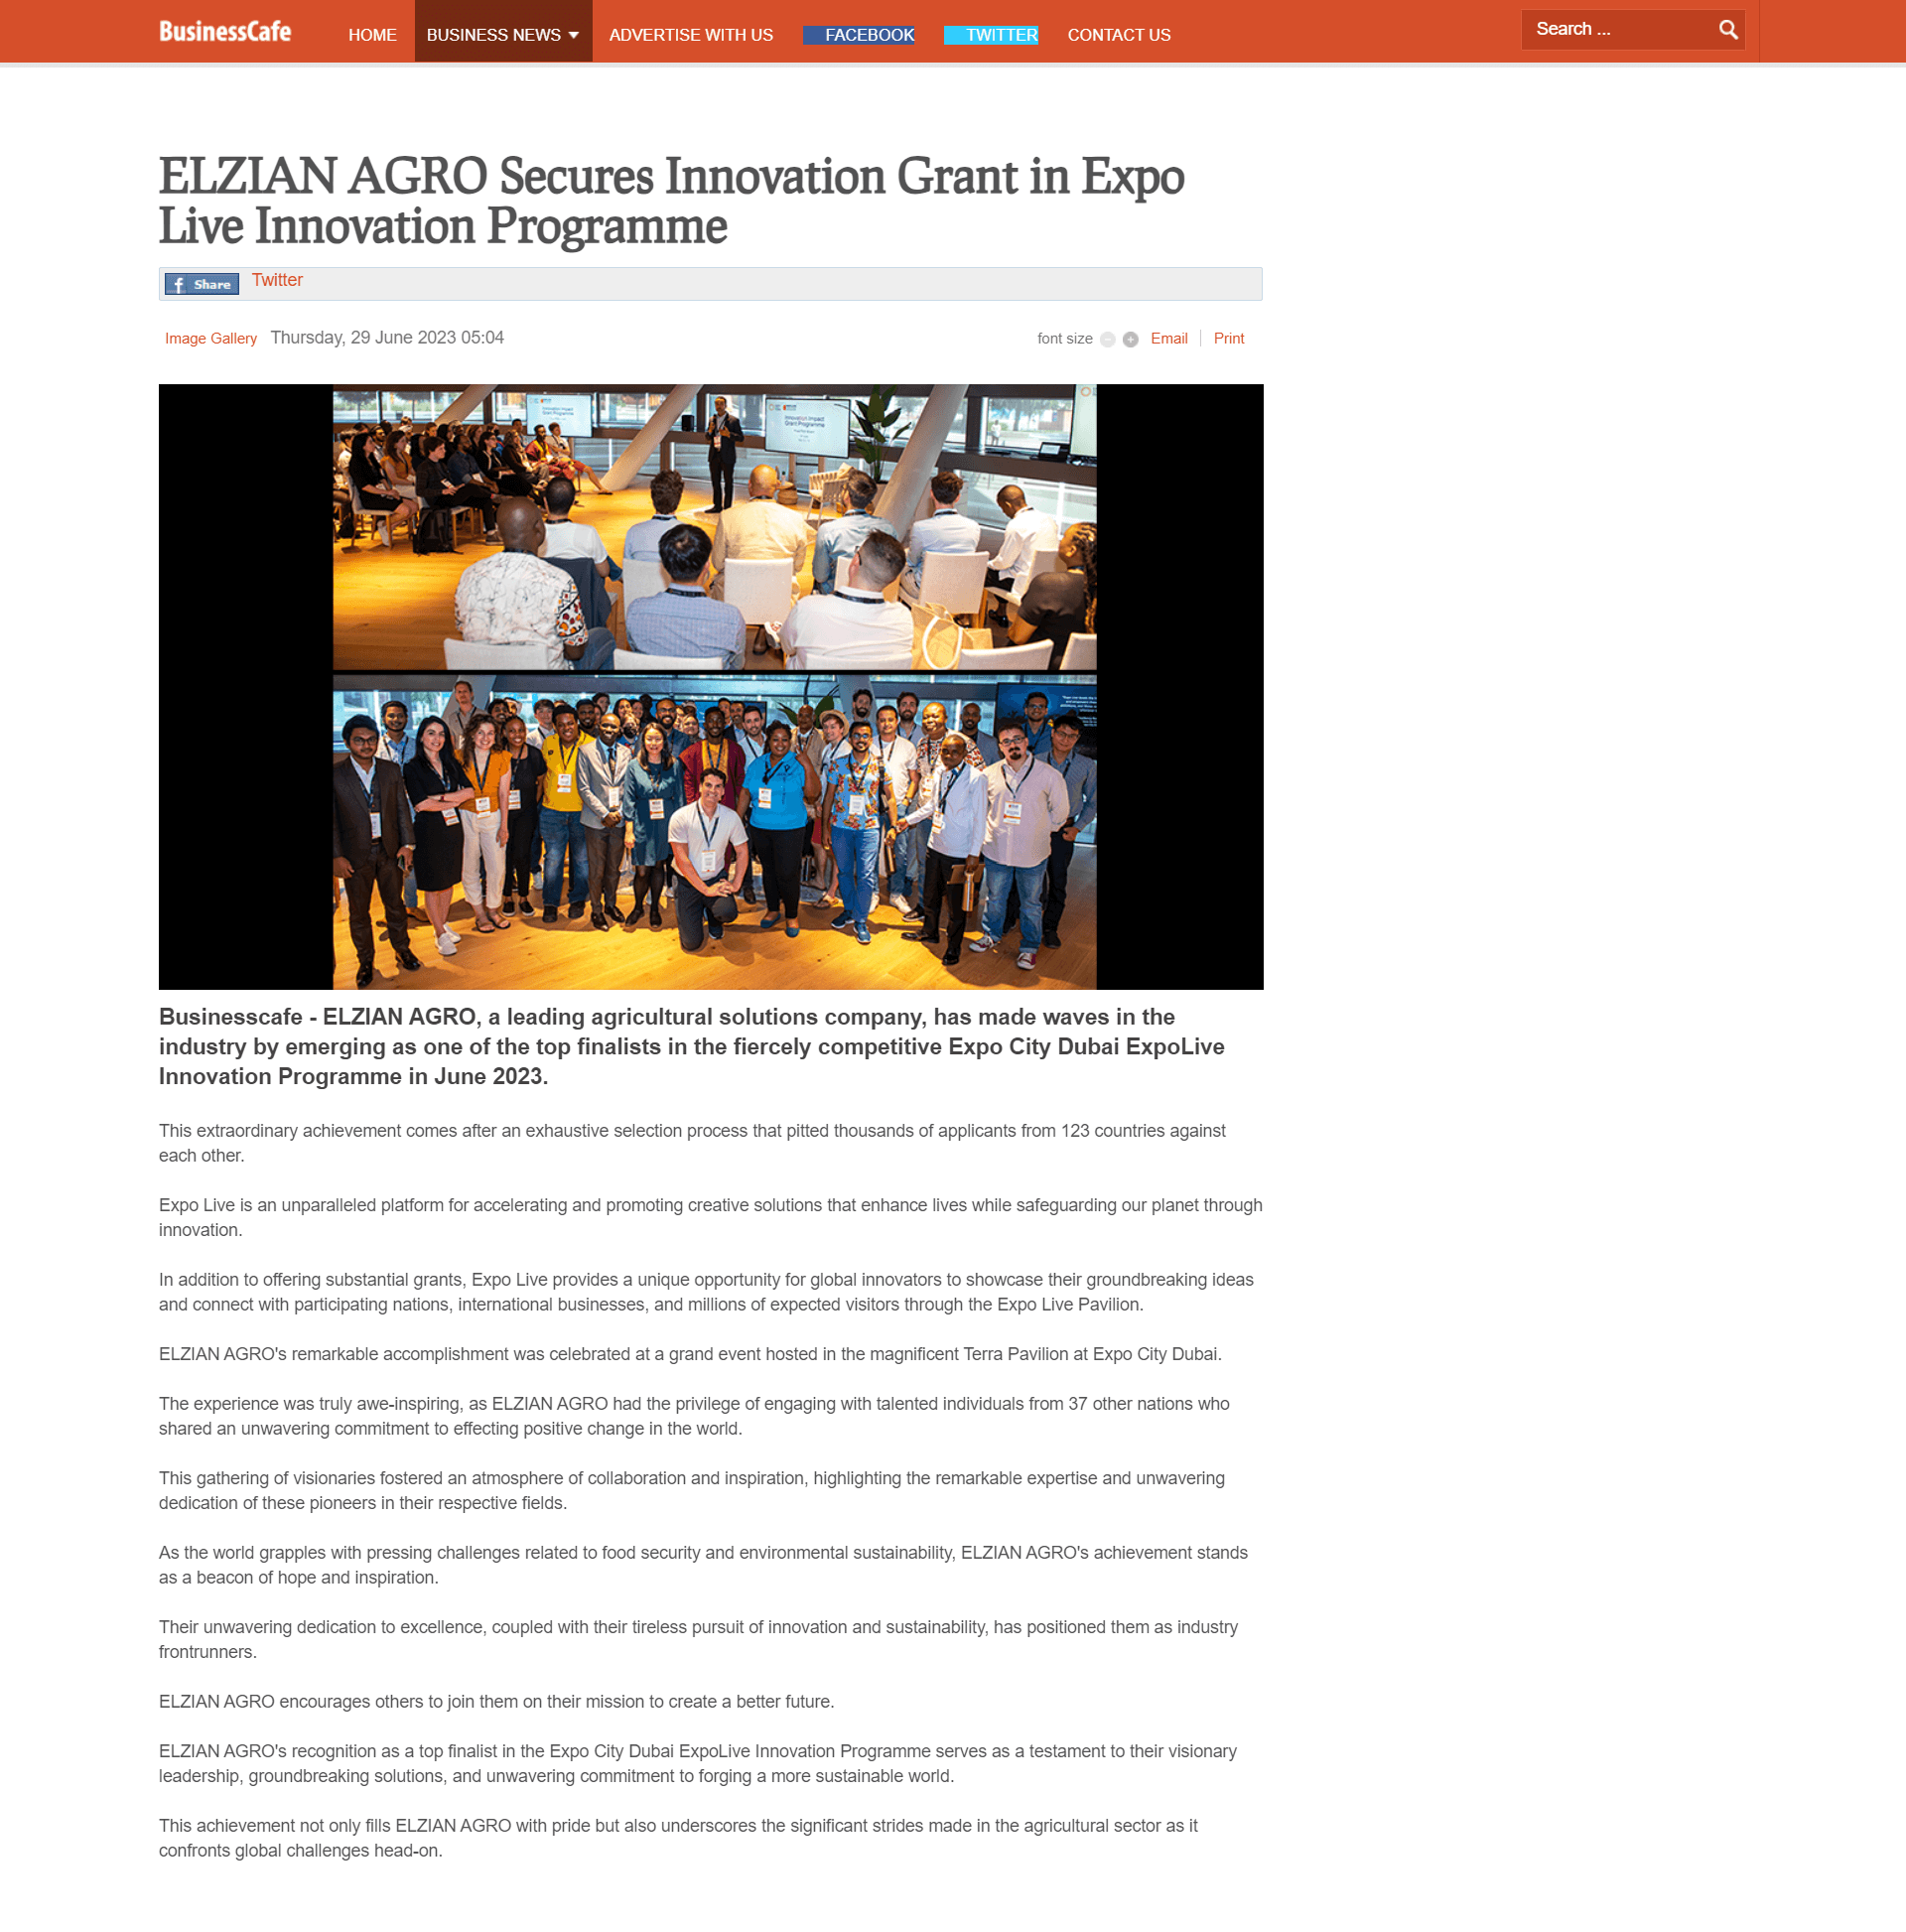 BusinessCafe
HOME
BUSINESS NEWS
ADVERTISE WITH US
FACEBOOK
TWITTER
CONTACT US
Search ...
ELZIAN AGRO Secures Innovation Grant in Expo
Live Innovation Programme
Share
Twitter
Image Gallery
Thursday, 29 June 2023 05:04
font size
Email
Print
Innovation Impact
Grant Programme
Innovation Impact
Grant Programme
Businesscafe - ELZIAN AGRO, a leading agricultural solutions company, has made waves in the
industry by emerging as one of the top finalists in the fiercely competitive Expo City Dubai ExpoLive
Innovation Programme in June 2023.
This extraordinary achievement comes after an exhaustive selection process that pitted thousands of applicants from 123 countries against
each other.
Expo Live is an unparalleled platform for accelerating and promoting creative solutions that enhance lives while safeguarding our planet through
innovation.
In addition to offering substantial grants, Expo Live provides a unique opportunity for global innovators to showcase their groundbreaking ideas
and connect with participating nations, international businesses, and millions of expected visitors through the Expo Live Pavilion.
ELZIAN AGRO's remarkable accomplishment was celebrated at a grand event hosted in the magnificent Terra Pavilion at Expo City Dubai.
The experience was truly awe-inspiring, as ELZIAN AGRO had the privilege of engaging with talented individuals from 37 other nations who
shared an unwavering commitment to effecting positive change in the world.
This gathering of visionaries fostered an atmosphere of collaboration and inspiration, highlighting the remarkable expertise and unwavering
dedication of these pioneers in their respective fields.
As the world grapples with pressing challenges related to food security and environmental sustainability, ELZIAN AGRO's achievement stands
as a beacon of hope and inspiration.
Their unwavering dedication to excellence, coupled with their tireless pursuit of innovation and sustainability, has positioned them as industry
frontrunners.
ELZIAN AGRO encourages others to join them on their mission to create a better future.
ELZIAN AGRO's recognition as a top finalist in the Expo City Dubai ExpoLive Innovation Programme serves as a testament to their visionary
leadership, groundbreaking solutions, and unwavering commitment to forging a more sustainable world.
This achievement not only fills ELZIAN AGRO with pride but also underscores the significant strides made in the agricultural sector as it
confronts global challenges head-on.